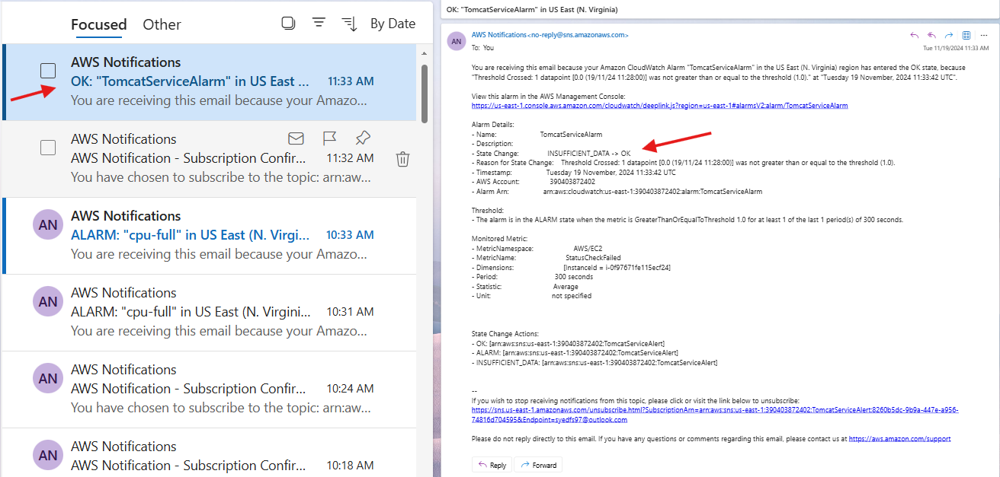 Focused Other By Date
AWS Notifications
OK: "TomcatServiceAlarm" in US East ... 11:33 AM
You are receiving this email because your Amazo...
AWS Notifications
AWS Notification - Subscription Confir... 11:32 AM
You have chosen to subscribe to the topic: arn:aw...
AN
AWS Notifications
ALARM: "cpu-full" in US East (N. Virgi... 10:33 AM
You are receiving this email because your Amazo...
AN
AWS Notifications
ALARM: "cpu-full" in US East (N. Virgini... 10:31 AM
You are receiving this email because your Amazo...
AN
AWS Notifications
AWS Notification - Subscription Confir... 10:24 AM
You have chosen to subscribe to the topic: arn:aw...
AN
AWS Notifications
AWS Notification - Subscription Confir... 10:18 AM
OK: "TomcatServiceAlarm" in US East (N. Virginia)
AN
AWS Notifications<no-reply@sns.amazonaws.com>
To: You
Tue 11/19/2024 11:33 AM
You are receiving this email because your Amazon CloudWatch Alarm "TomcatServiceAlarm" in the US East (N. Virginia) region has entered the OK state, because
"Threshold Crossed: 1 datapoint [0.0 (19/11/24 11:28:00)] was not greater than or equal to the threshold (1.0)." at "Tuesday 19 November, 2024 11:33:42 UTC".
View this alarm in the AWS Management Console:
https://us-east-1.console.aws.amazon.com/cloudwatch/deeplink.js?region=us-east-1#alarmsV2:alarm/TomcatServiceAlarm
Alarm Details:
- Name: TomcatServiceAlarm
- Description:
- State Change: INSUFFICIENT_DATA -> OK
- Reason for State Change: Threshold Crossed: 1 datapoint [0.0 (19/11/24 11:28:00)] was not greater than or equal to the threshold (1.0).
- Timestamp: Tuesday 19 November, 2024 11:33:42 UTC
- AWS Account: 390403872402
- Alarm Arn: arn:aws:cloudwatch:us-east-1:390403872402:alarm:TomcatServiceAlarm
Threshold:
- The alarm is in the ALARM state when the metric is GreaterThanOrEqualToThreshold 1.0 for at least 1 of the last 1 period(s) of 300 seconds.
Monitored Metric:
- MetricNamespace: AWS/EC2
- MetricName: StatusCheckFailed
- Dimensions: [InstanceId = i-0f97671fe115ecf24]
- Period: 300 seconds
- Statistic: Average
- Unit: not specified
State Change Actions:
- OK: [arn:aws:sns:us-east-1:390403872402:TomcatServiceAlert]
- ALARM: [arn:aws:sns:us-east-1:390403872402:TomcatServiceAlert]
- INSUFFICIENT_DATA: [arn:aws:sns:us-east-1:390403872402:TomcatServiceAlert]
--
If you wish to stop receiving notifications from this topic, please click or visit the link below to unsubscribe:
https://sns.us-east-1.amazonaws.com/unsubscribe.html?SubscriptionArn=arn:aws:sns:us-east-1:390403872402:TomcatServiceAlert:8260b5dc-9b9a-447e-a956-
74816d704595&Endpoint=syedfs97@outlook.com
Please do not reply directly to this email. If you have any questions or comments regarding this email, please contact us at https://aws.amazon.com/support
Reply Forward